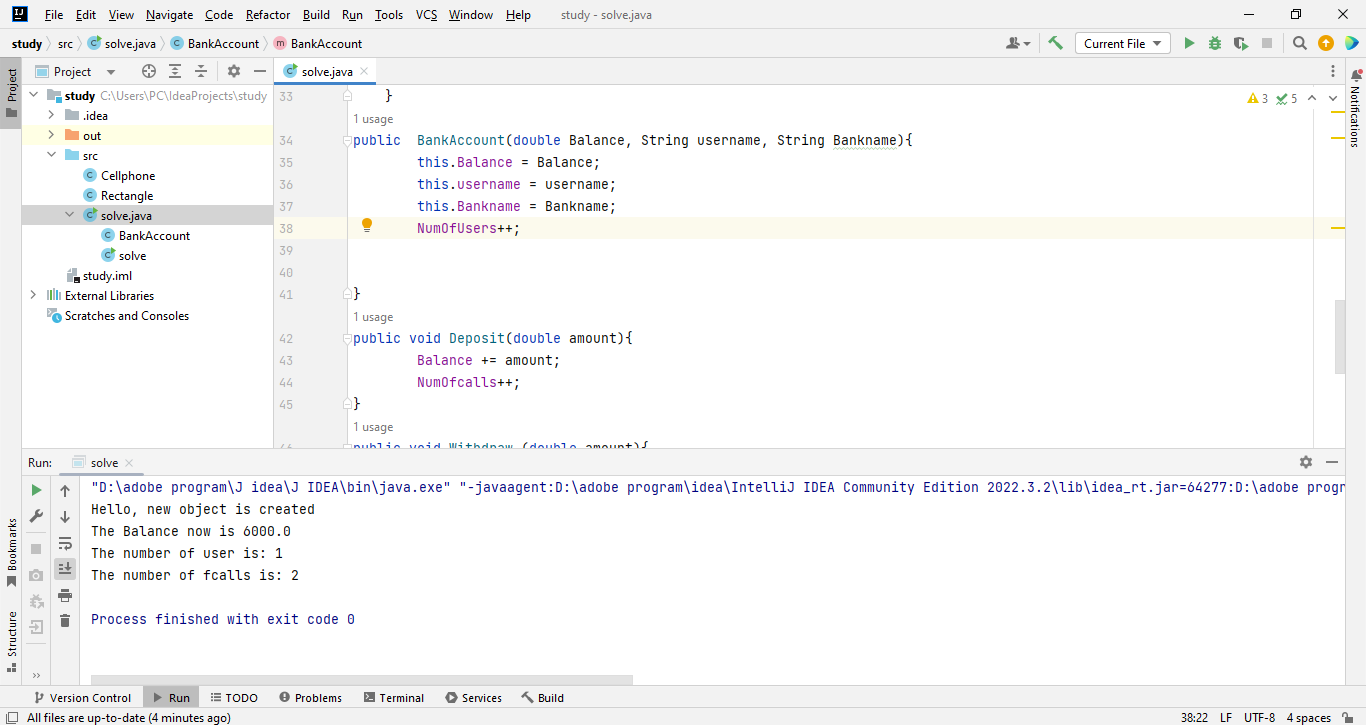 File Edit View Navigate Code Refactor Build Run Tools VCS Window Help study - solve.java
study src solve.java BankAccount m BankAccount Current File
Project
Project
solve.java
study C:\Users\PC\IdeaProjects\study
.idea
out
src
Cellphone
Rectangle
solve.java
BankAccount
solve
study.iml
External Libraries
Scratches and Consoles
3 5
Notifications
33 }
1 usage
34 public BankAccount(double Balance, String username, String Bankname){
35 this.Balance = Balance;
36 this.username = username;
37 this.Bankname = Bankname;
38 NumOfUsers++;
39
40
41 }
1 usage
42 public void Deposit(double amount){
43 Balance += amount;
44 NumOfcalls++;
45 }
1 usage
46 public void Withdraw (double amount){
Run: solve
"D:\adobe program\J idea\J IDEA\bin\java.exe" "-javaagent:D:\adobe program\idea\IntelliJ IDEA Community Edition 2022.3.2\lib\idea_rt.jar=64277:D:\adobe progr
Hello, new object is created
The Balance now is 6000.0
The number of user is: 1
The number of fcalls is: 2
Process finished with exit code 0
Bookmarks
Structure
Version Control Run TODO Problems Terminal Services Build
All files are up-to-date (4 minutes ago) 38:22 LF UTF-8 4 spaces